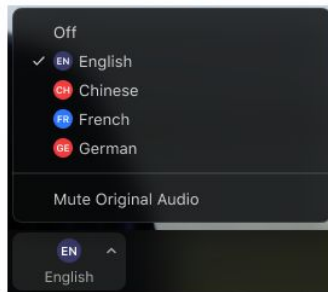 Off
EN English
CH Chinese
FR French
GE German
Mute Original Audio
EN
English